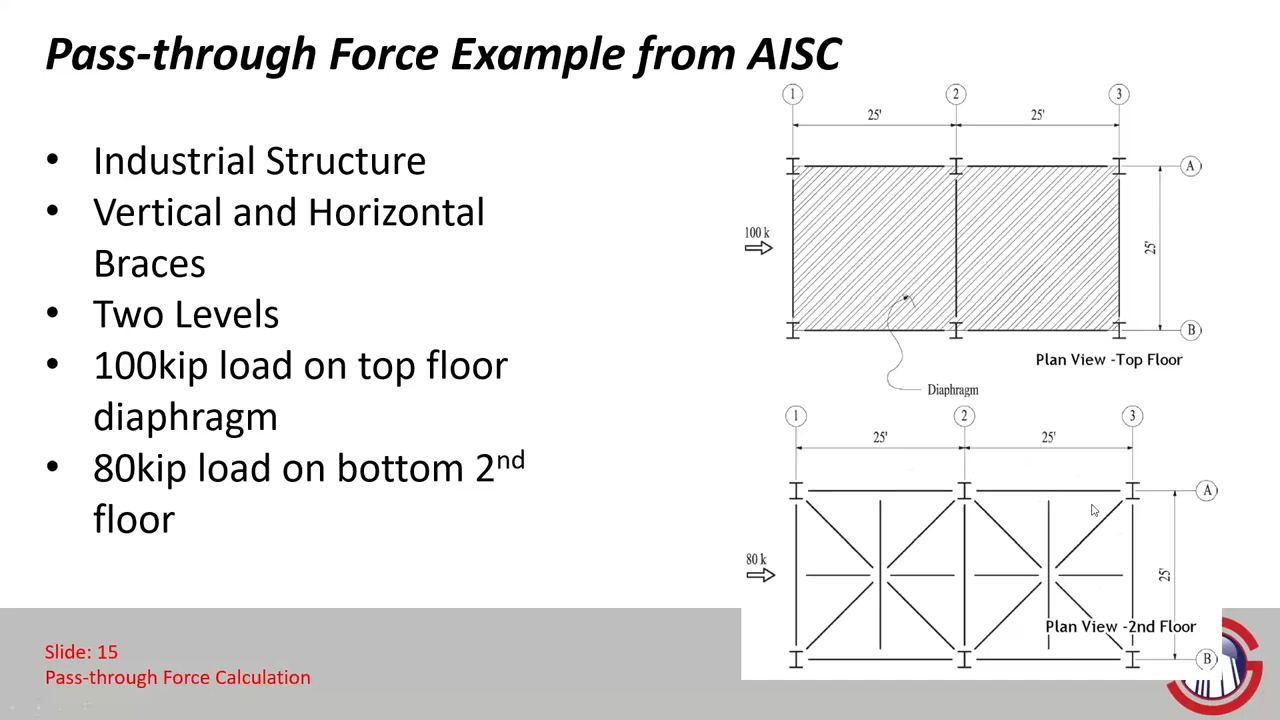 Pass-through Force Example from AISC
• Industrial Structure
• Vertical and Horizontal
Braces
• Two Levels
• 100kip load on top floor
diaphragm
• 80kip load on bottom 2nd
floor
1 2 3
25' 25'
A
100 k
25'
B
Plan View -Top Floor
Diaphragm
1 2 3
25' 25'
A
80 k
25'
Plan View -2nd Floor
B
Slide: 15
Pass-through Force Calculation